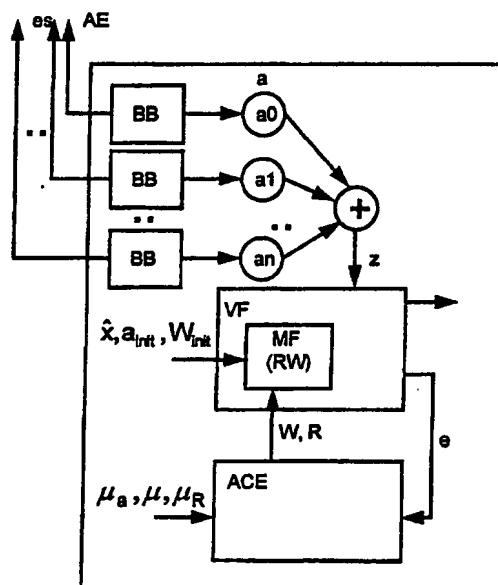 es AE
a
BB a0
BB a1
BB an
+
z
VF
x̂, a_init, W_init
MF
(RW)
W, R
e
ACE
μ_a, μ, μ_R